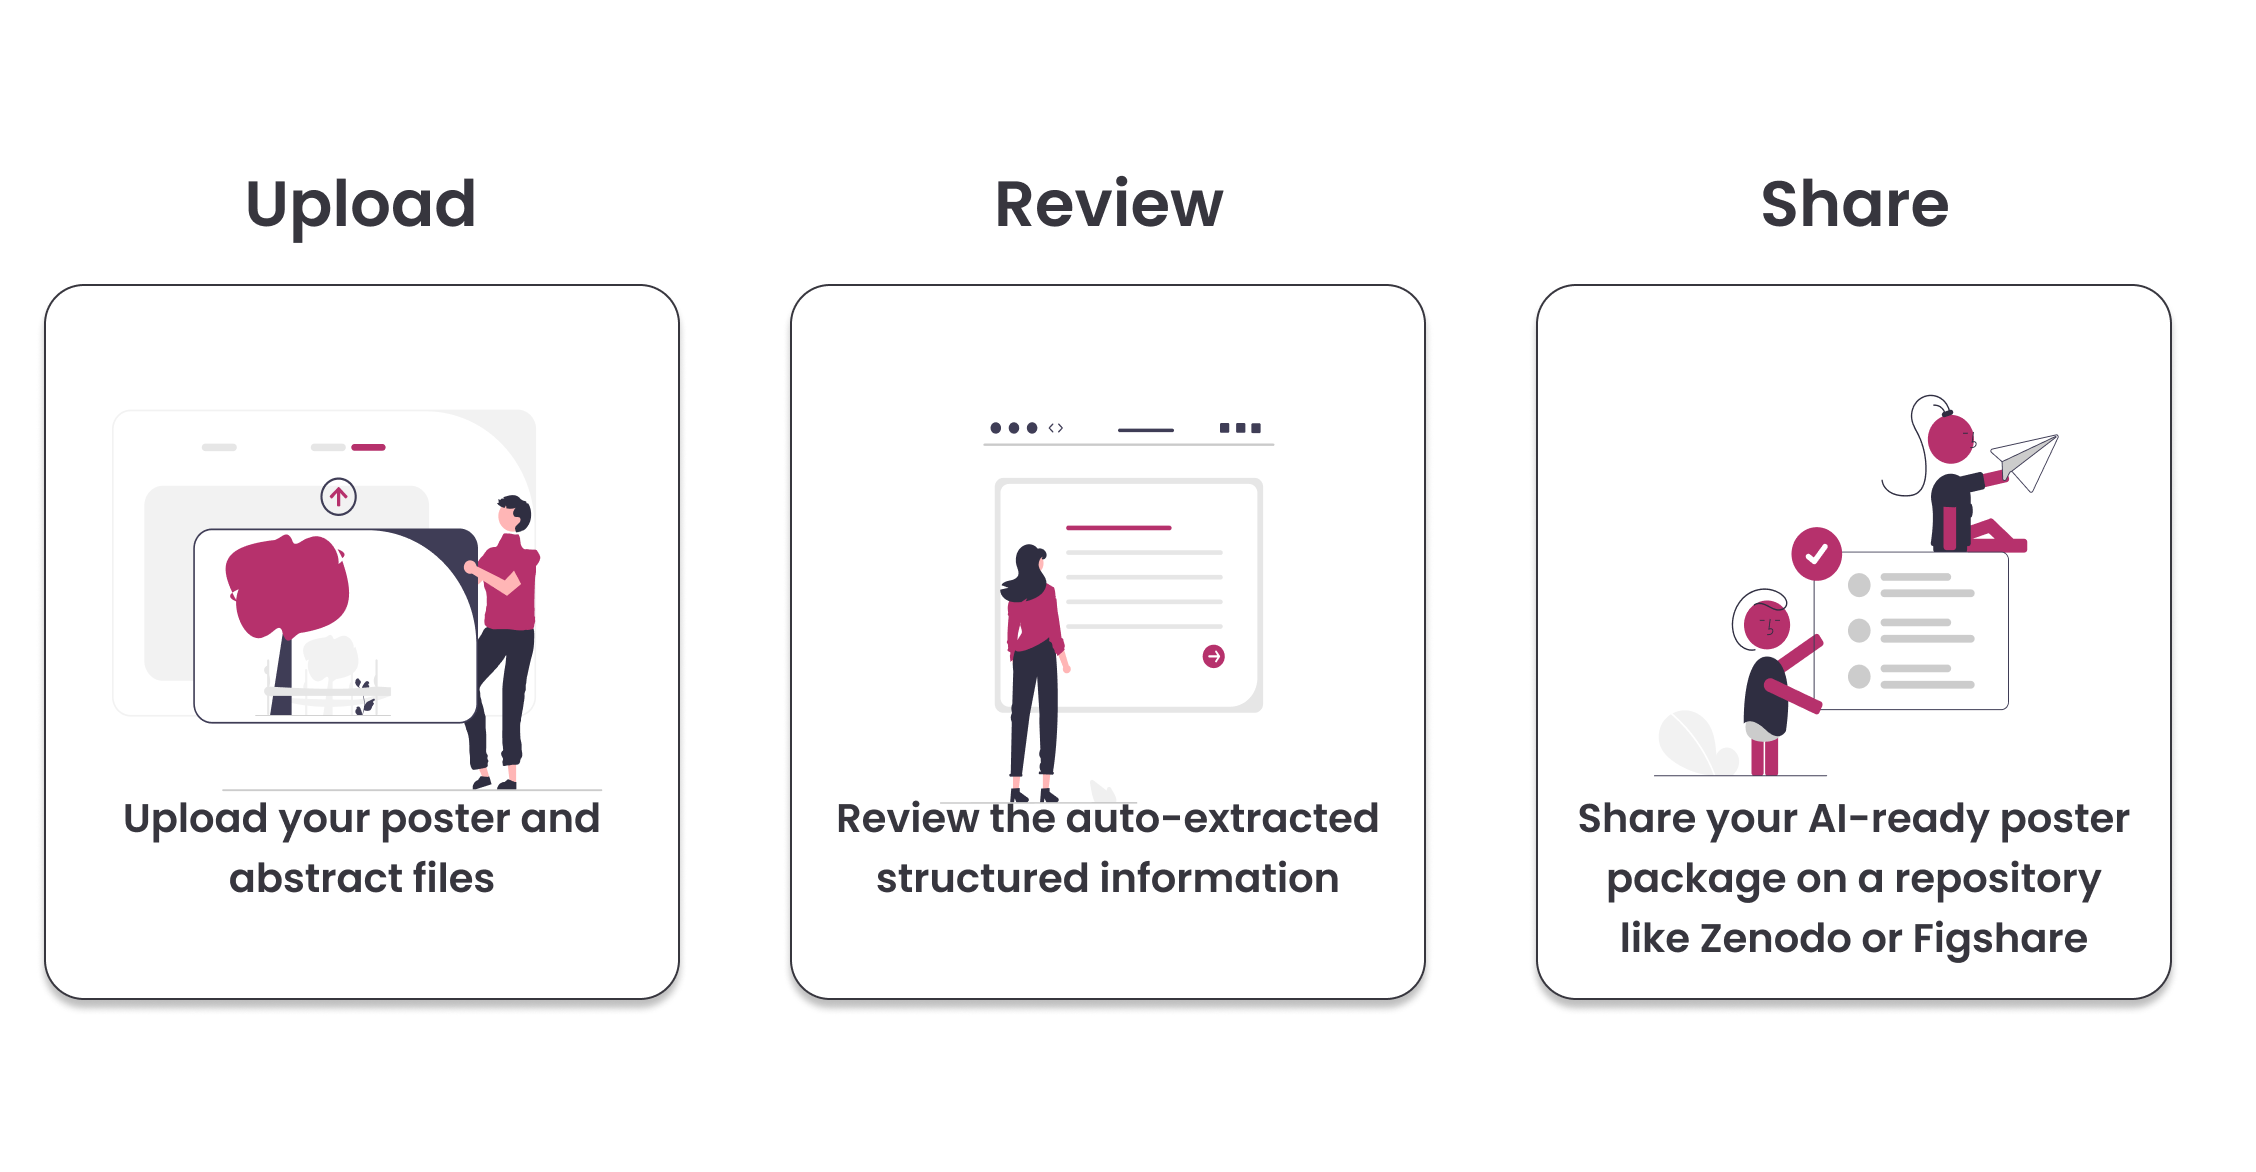 Upload
Upload your poster and
abstract files
Review
Review the auto-extracted
structured information
Share
Share your AI-ready poster
package on a repository
like Zenodo or Figshare